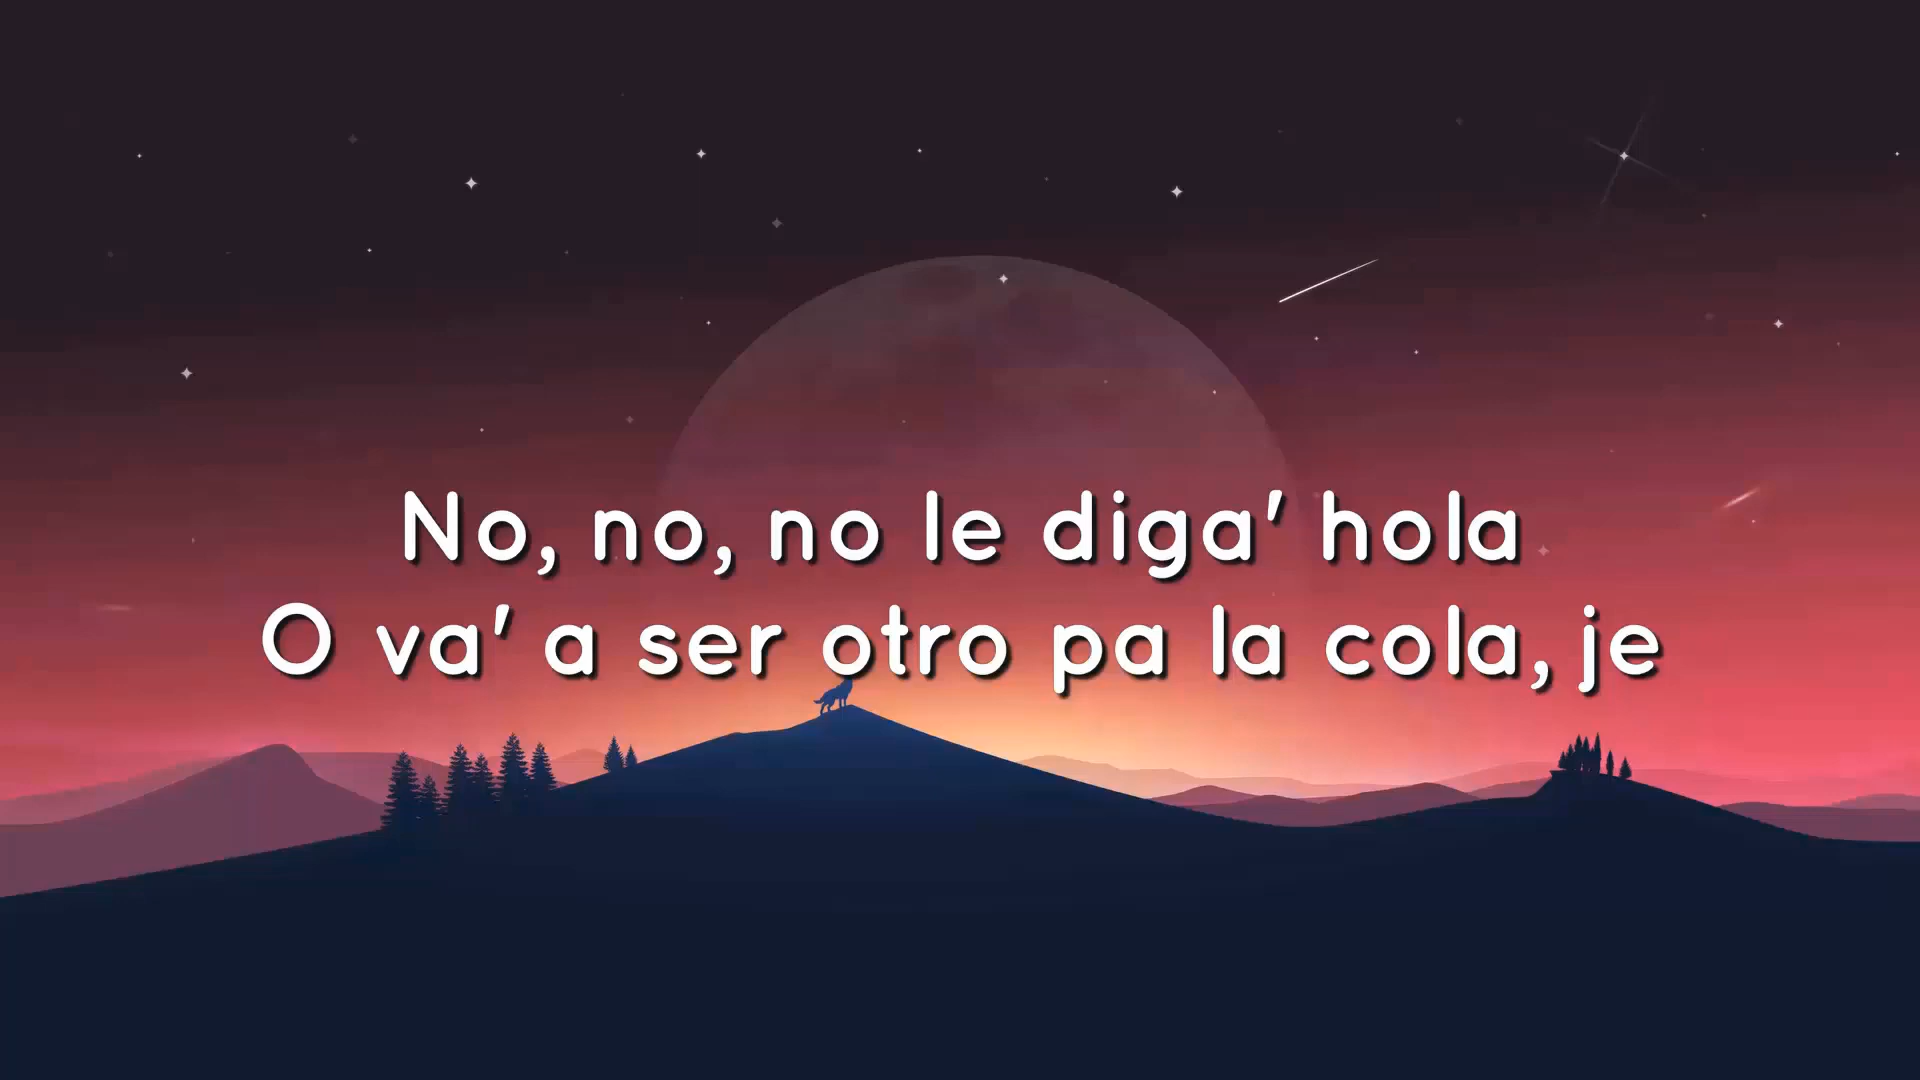 No, no, no le diga' hola
O va' a ser otro pa la cola, je